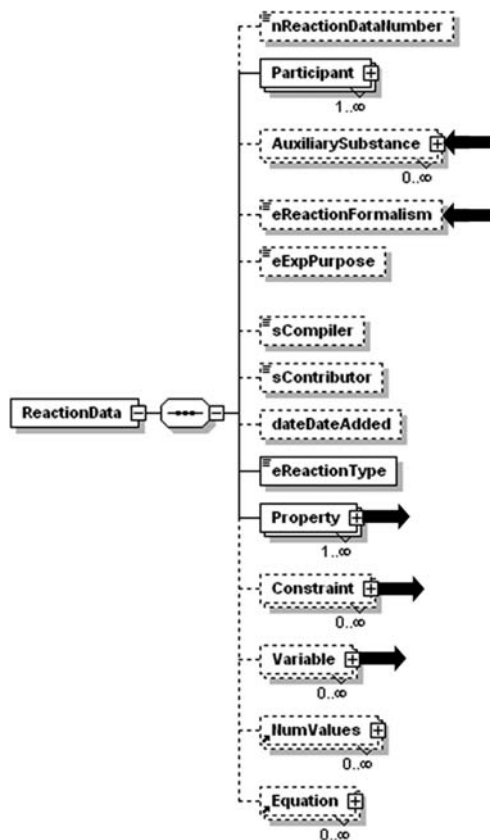 nReactionDataNumber
Participant
1..∞
AuxiliarySubstance
0..∞
eReactionFormalism
eExpPurpose
sCompiler
sContributor
ReactionData
dateDateAdded
eReactionType
Property
1..∞
Constraint
0..∞
Variable
0..∞
NumValues
0..∞
Equation
0..∞